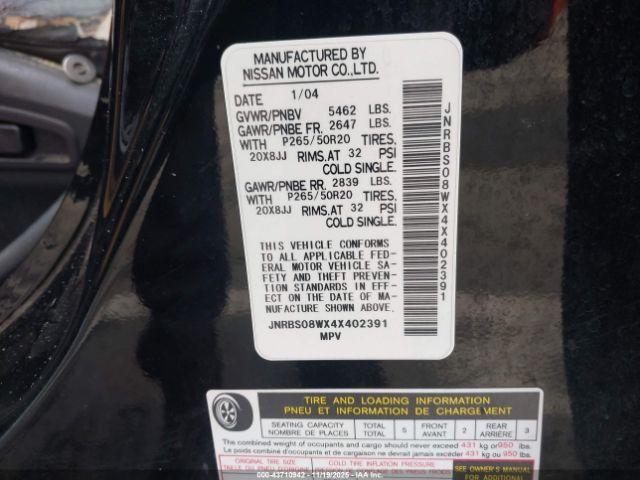 MANUFACTURED BY
NISSAN MOTOR CO.,LTD.
DATE 1/04
GVWR/PNBV 5462 LBS.
GAWR/PNBE FR. 2647 LBS.
WITH P265/50R20 TIRES.
20X8JJ RIMS.AT 32 PSI
COLD SINGLE.
GAWR/PNBE RR. 2839 LBS.
WITH P265/50R20 TIRES.
20X8JJ RIMS.AT 32 PSI
COLD SINGLE.
THIS VEHICLE CONFORMS
TO ALL APPLICABLE FED-
ERAL MOTOR VEHICLE SA-
FETY AND THEFT PREVEN-
TION STANDARDS IN EFF-
ECT ON THE DATE OF MA-
NUFACTURE SHOWN ABOVE.
JNRBS08WX4X402391
MPV
JNRBS08WX4X402391
TIRE AND LOADING INFORMATION
PNEU ET INFORMATION DE CHARGEMENT
SEATING CAPACITY TOTAL 5 FRONT 2 REAR 3
NOMBRE DE PLACES TOTAL AVANT ARRIÈRE
The combined weight of occupants and cargo should never exceed 431 kg or 950 lbs.
Le poids combiné des occupants et de cargaison ne devrait jamais excéder 431 kg ou 950 lbs.
ORIGINAL TIRE SIZE COLD TIRE INFLATION PRESSURE SEE OWNER'S MANUAL
FOR ADDITIONAL
© IAA - 43710942 - 11/19/2025 - IAAI.COM